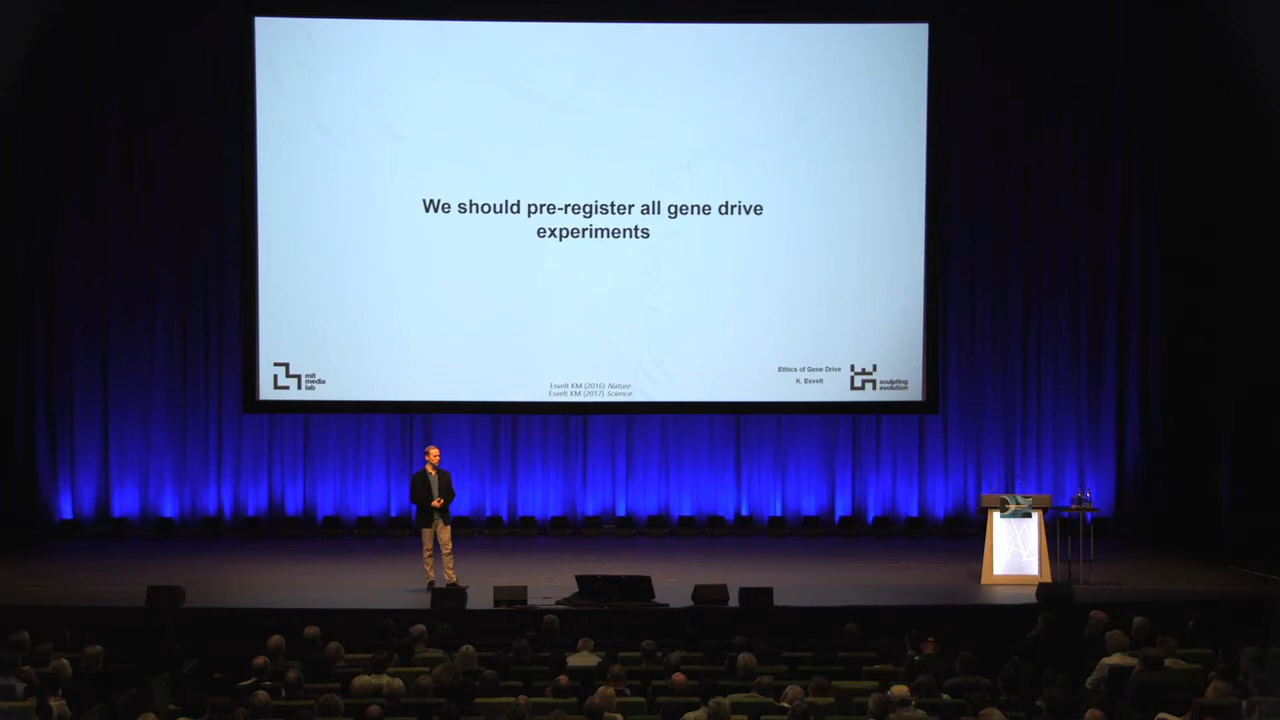 We should pre-register all gene drive
experiments
mit
media
lab
Esvelt KM (2016) Nature
Esvelt KM (2017) Science
Ethics of Gene Drive
K. Esvelt
sculpting
evolution